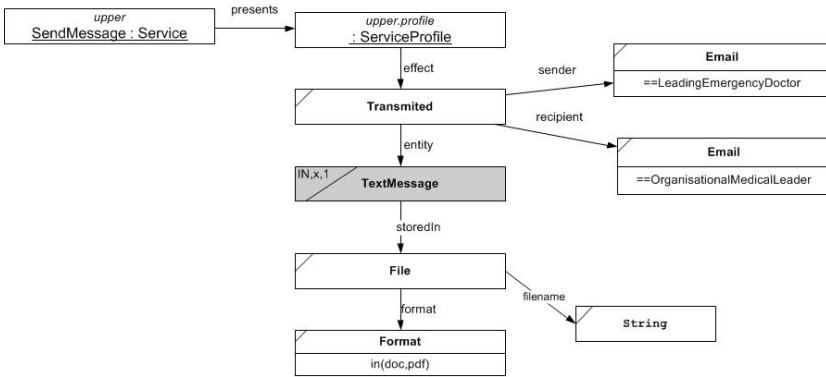 upper
SendMessage : Service
presents
upper.profile
: ServiceProfile
effect
sender
Email
==LeadingEmergencyDoctor
Transmited
recipient
entity
Email
==OrganisationalMedicalLeader
IN,x,1
TextMessage
storedIn
File
filename
format
String
Format
in(doc,pdf)